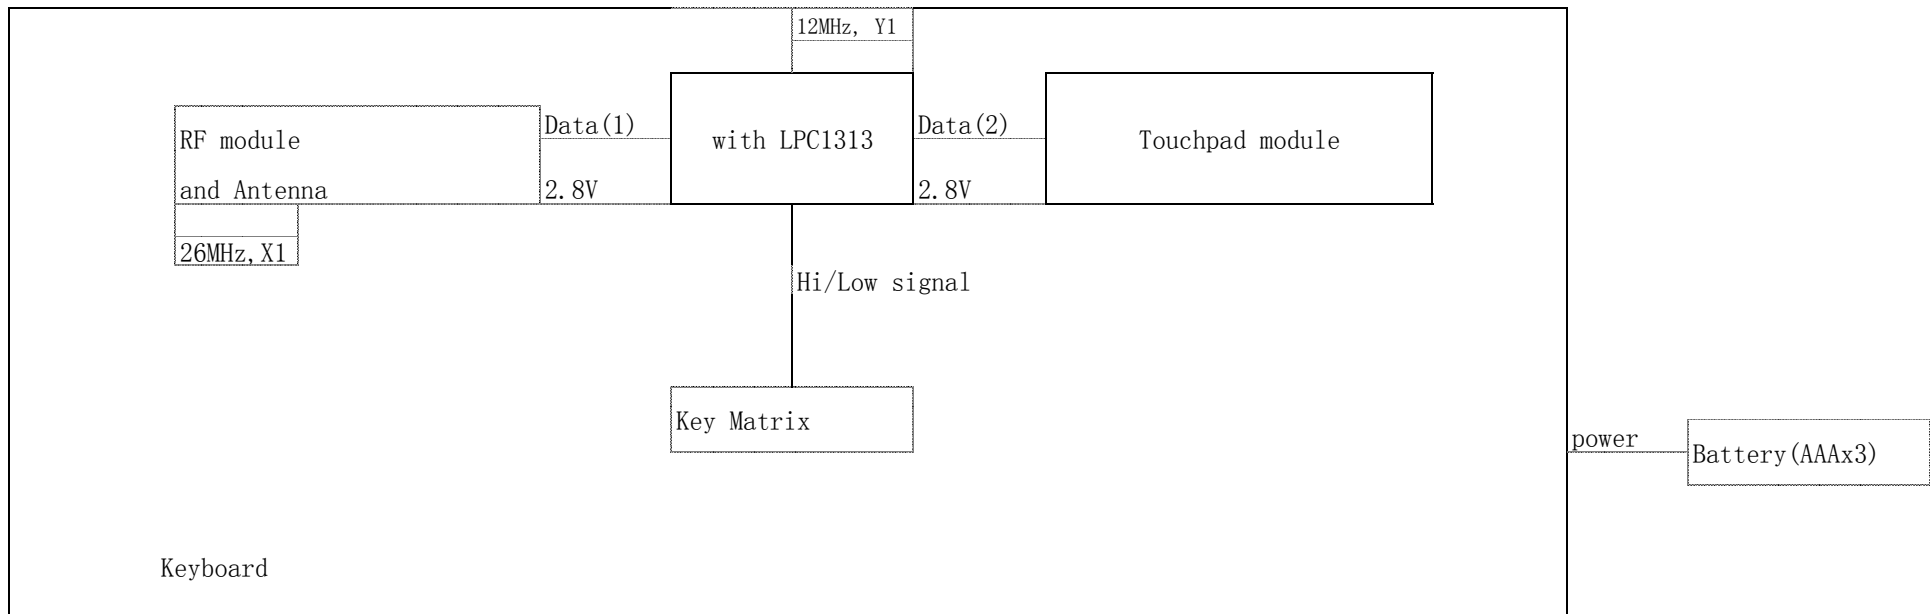 12MHz, Y1
RF module
and Antenna
Data(1)
2.8V
with LPC1313
Data(2)
2.8V
Touchpad module
26MHz,X1
Hi/Low signal
Key Matrix
power
Battery(AAAx3)
Keyboard